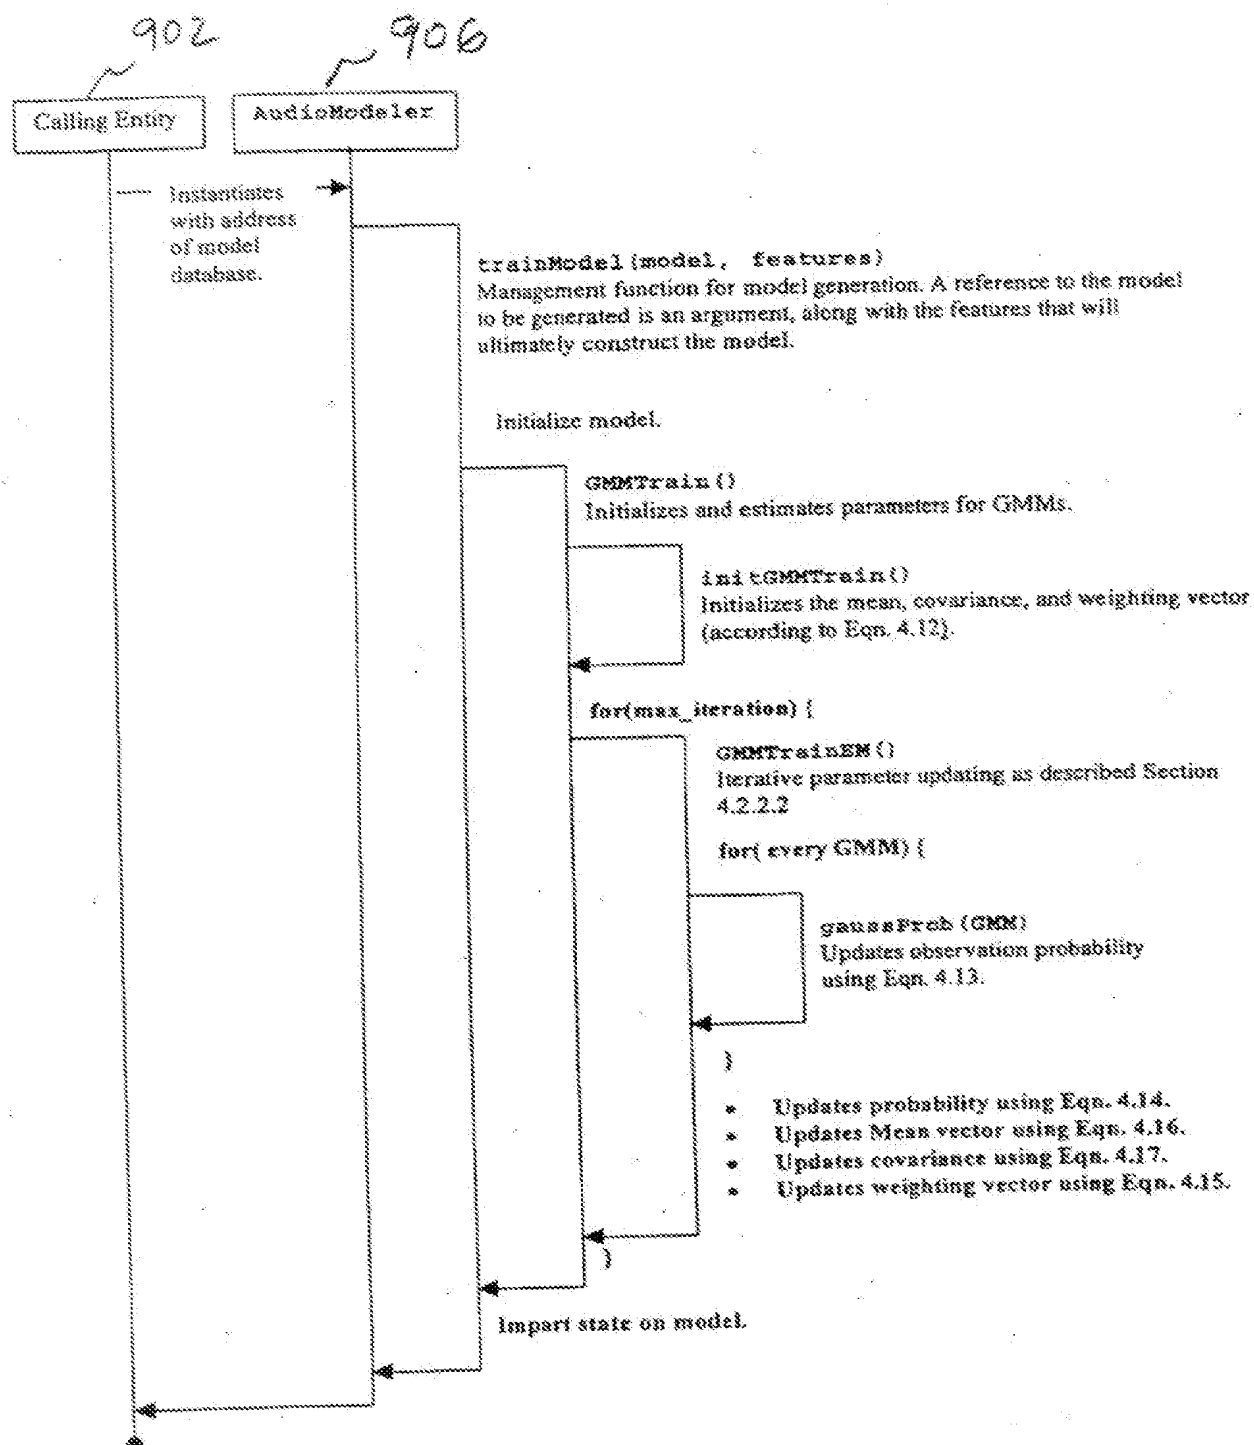 902
906
Calling Entity
AudioModeler
Instantiates
with address
of model
database.
trainModel(model, features)
Management function for model generation. A reference to the model
to be generated is an argument, along with the features that will
ultimately construct the model.
Initialize model.
GMMTrain()
Initializes and estimates parameters for GMMs.
initGMMTrain()
Initializes the mean, covariance, and weighting vector
(according to Eqn. 4.12).
for(max_iteration) {
GMMTrainEM()
Iterative parameter updating as described Section
4.2.2.2
for( every GMM) {
gaussProb(GMM)
Updates observation probability
using Eqn. 4.13.
}
• Updates probability using Eqn. 4.14.
• Updates Mean vector using Eqn. 4.16.
• Updates covariance using Eqn. 4.17.
• Updates weighting vector using Eqn. 4.15.
}
Impart state on model.